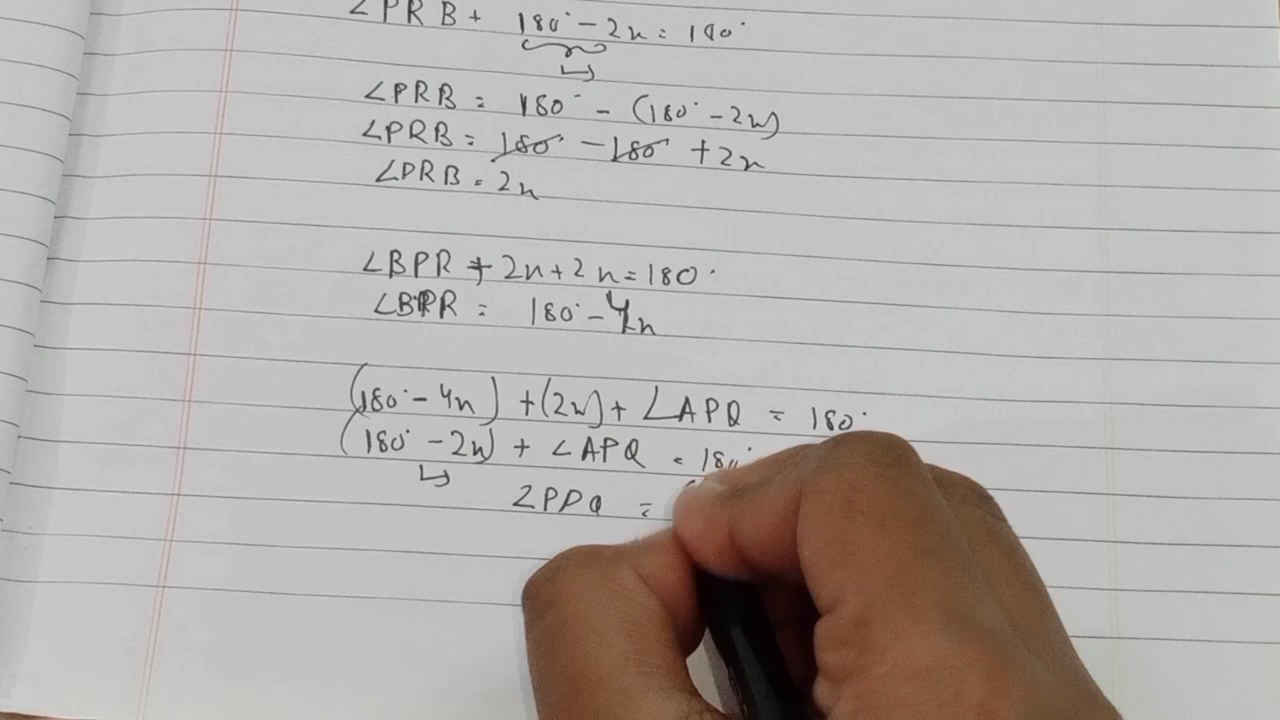 ∠PRB + 180° - 2x = 180°
∠PRB = 180° - (180° - 2x)
∠PRB = 180° - 180° + 2x
∠PRB = 2x
∠BPR + 2x + 2x = 180°
∠BPR = 180° - 4x
(180° - 4x) + (2x) + ∠APQ = 180°
(180° - 2x) + ∠APQ = 180°
∠PPQ =